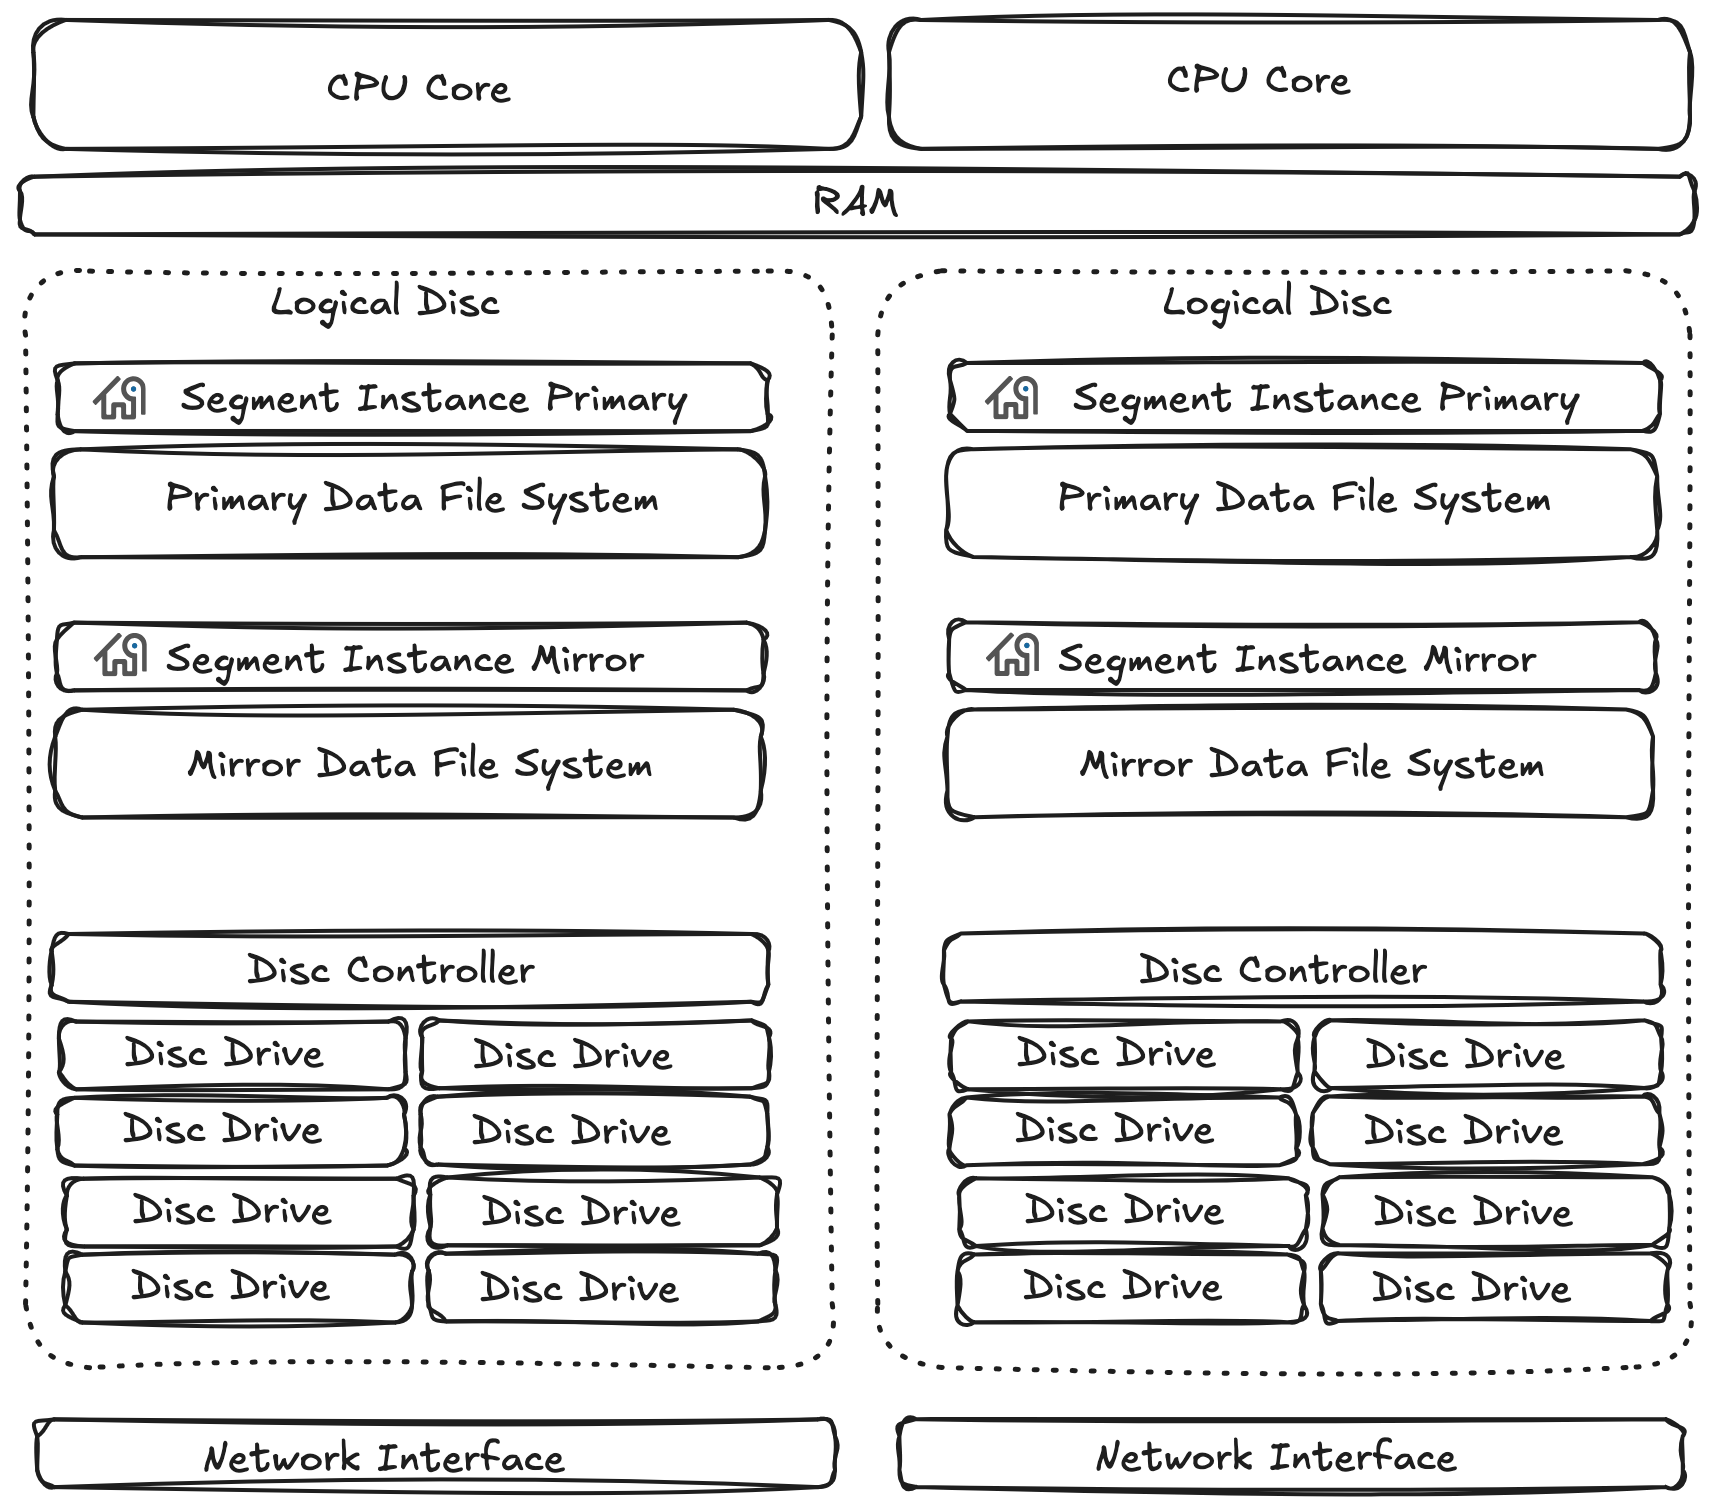 CPU Core
CPU Core
RAM
Logical Disc
Segment Instance Primary
Primary Data File System
Segment Instance Mirror
Mirror Data File System
Disc Controller
Disc Drive
Disc Drive
Disc Drive
Disc Drive
Disc Drive
Disc Drive
Disc Drive
Disc Drive
Logical Disc
Segment Instance Primary
Primary Data File System
Segment Instance Mirror
Mirror Data File System
Disc Controller
Disc Drive
Disc Drive
Disc Drive
Disc Drive
Disc Drive
Disc Drive
Disc Drive
Disc Drive
Network Interface
Network Interface